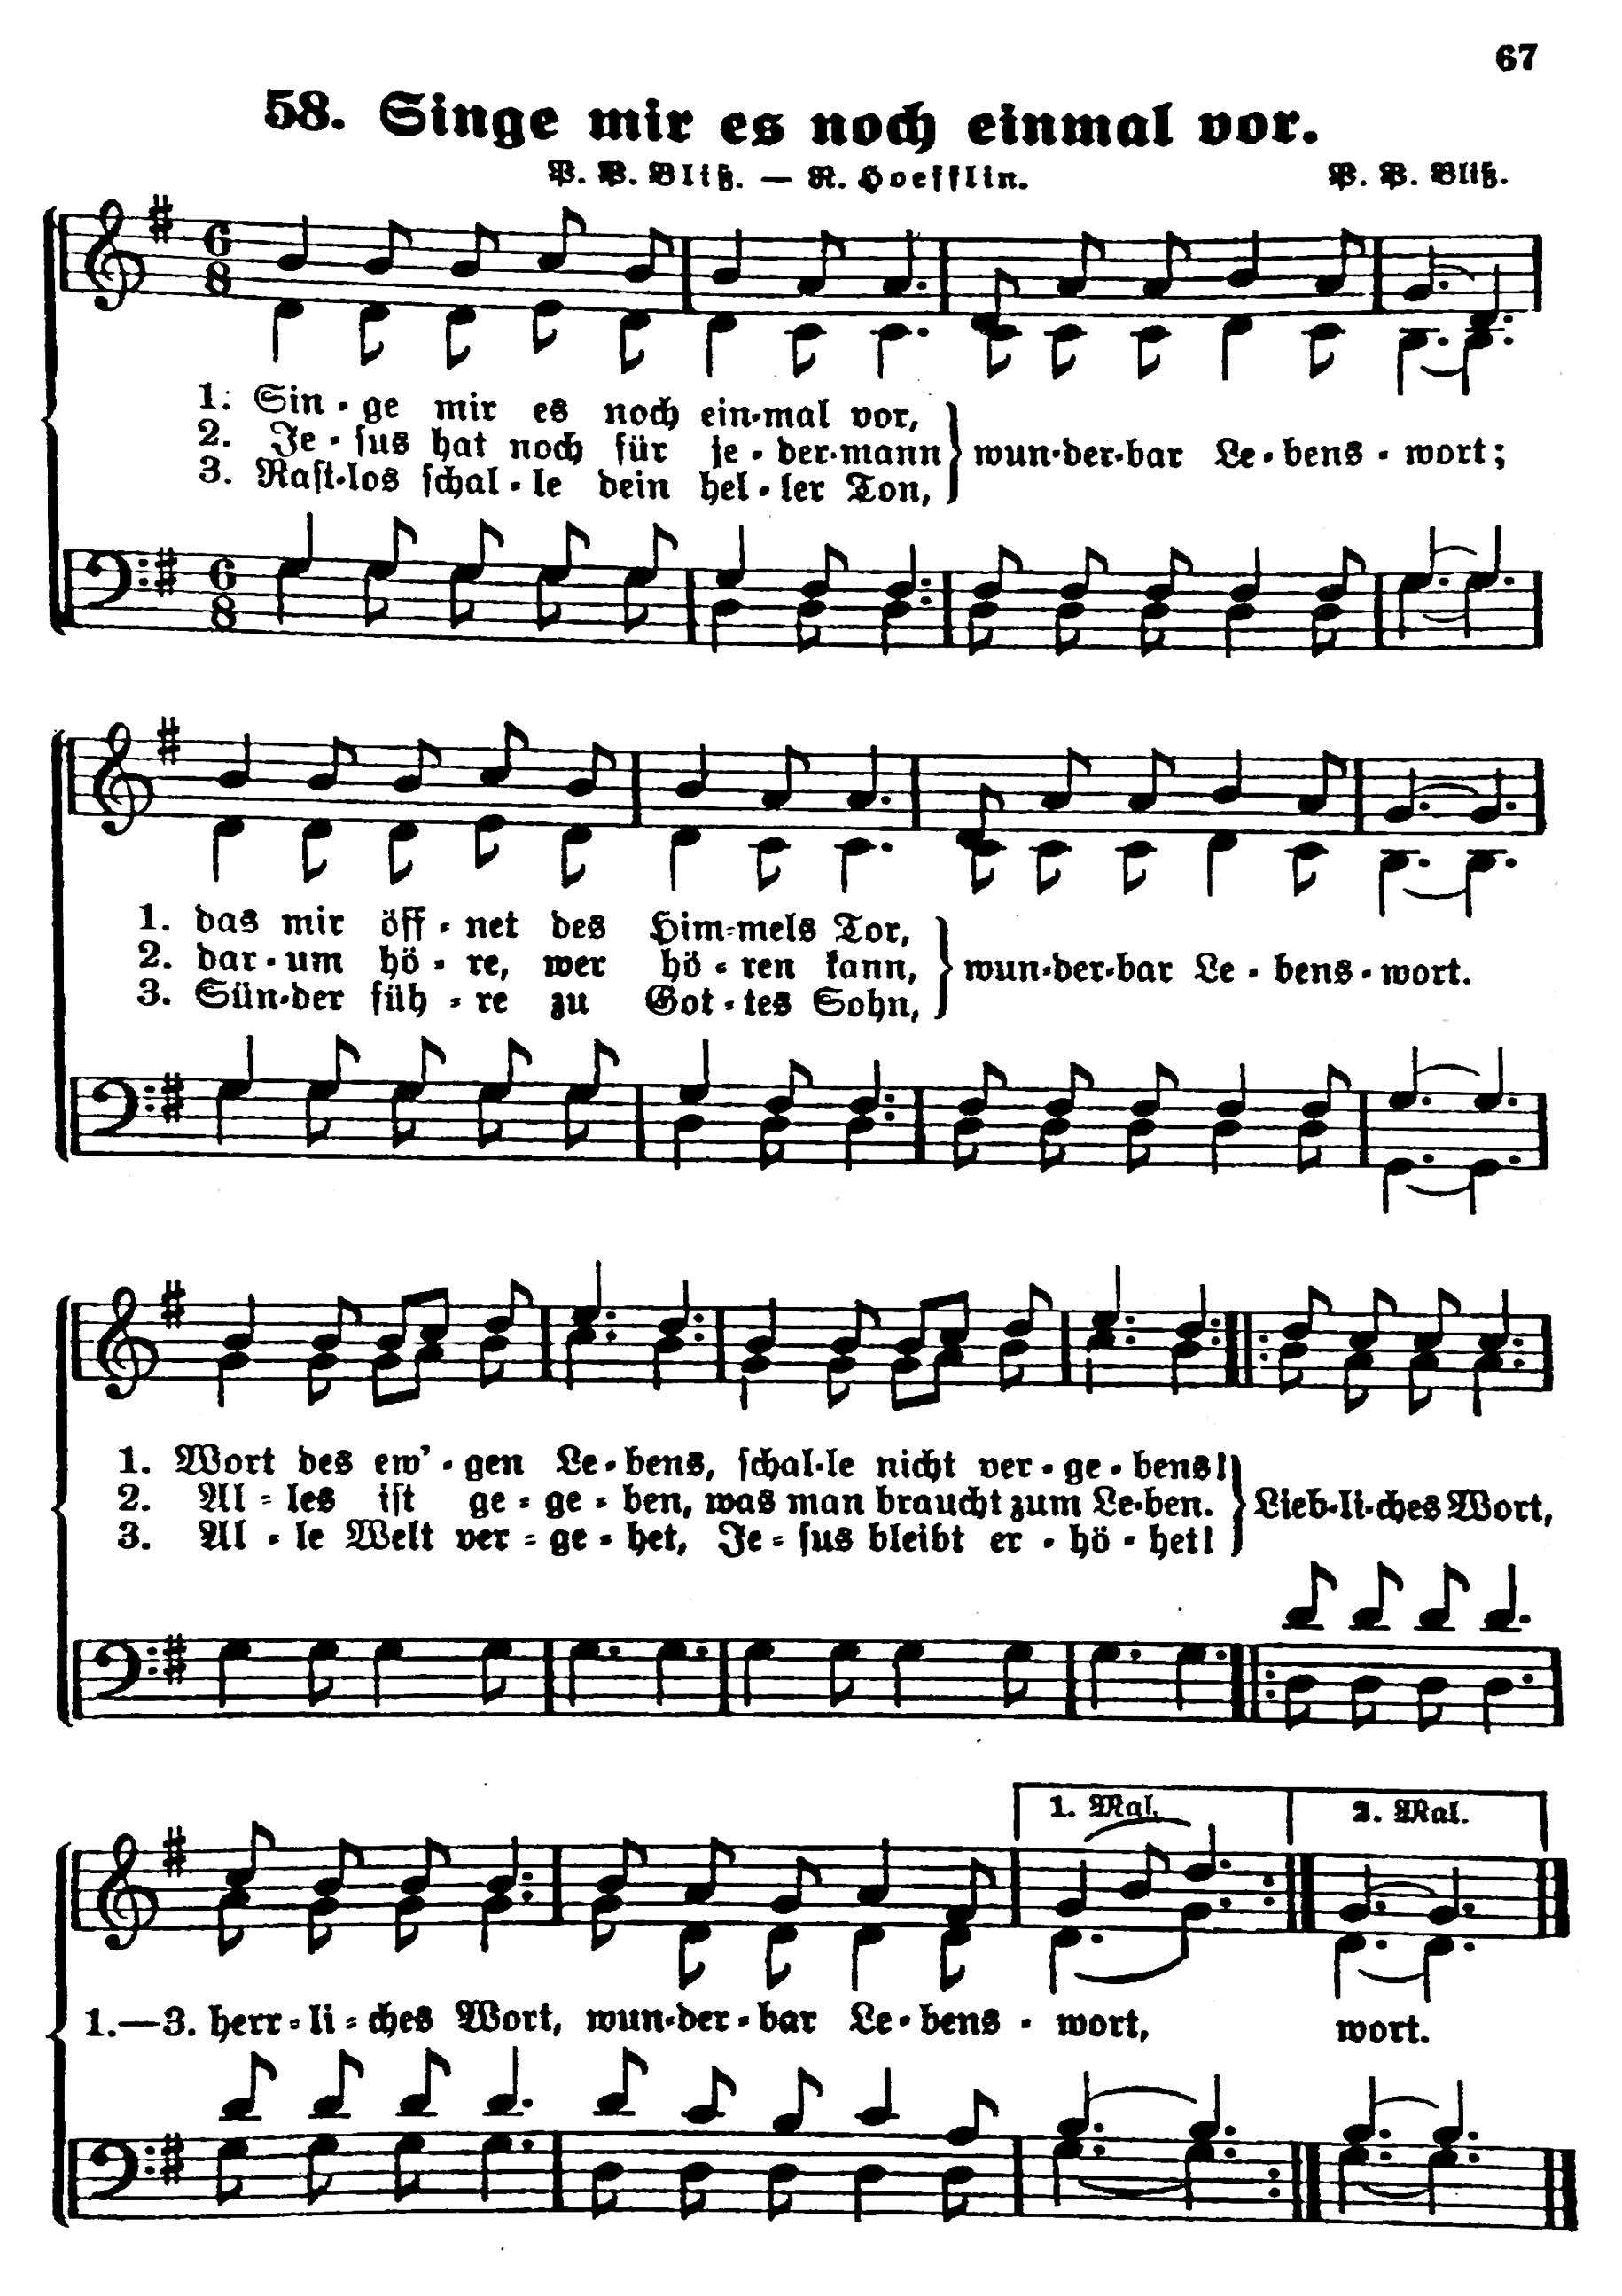 67
58. Singe mir es noch einmal vor.
P. P. Bliß. — R. Hoefflin. P. P. Bliß.
1. Sin-ge mir es noch ein-mal vor,
2. Je-sus hat noch für je-der-mann wun-der-bar Le-bens-wort;
3. Rast-los schal-le dein hel-ler Ton,
1. das mir öff-net des Him-mels Tor,
2. dar-um hö-re, wer hö-ren kann, wun-der-bar Le-bens-wort.
3. Sün-der füh-re zu Got-tes Sohn,
1. Wort des ew'-gen Le-bens, schal-le nicht ver-ge-bens!
2. Al-les ist ge-ge-ben, was man braucht zum Le-ben. Lieb-li-ches Wort,
3. Al-le Welt ver-ge-het, Je-sus bleibt er-hö-het!
1. Mal. 2. Mal.
1.—3. herr-li-ches Wort, wun-der-bar Le-bens-wort, wort.